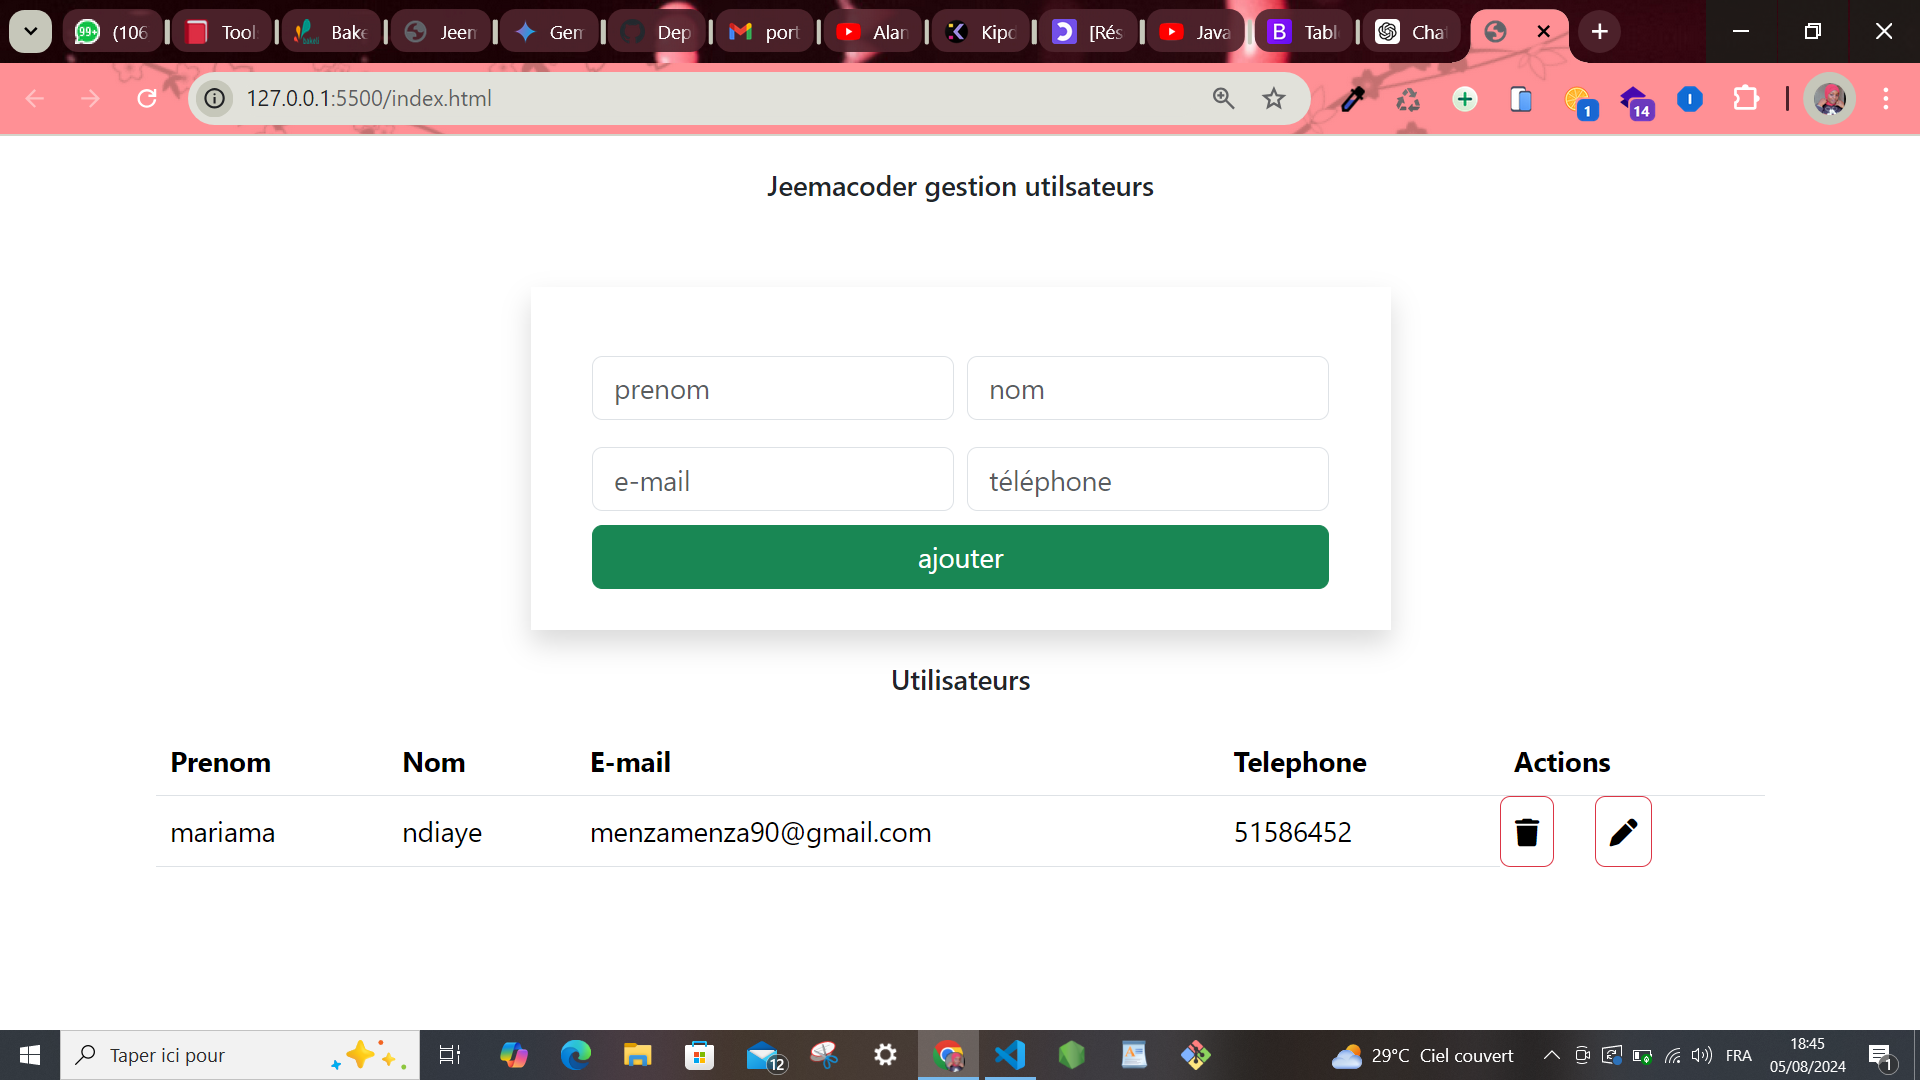 (106
Tool
Bake
Jeem
Gem
Dep
port
Alan
Kipo
[Rés
Java
Tabl
Chat
127.0.0.1:5500/index.html
1
14
Jeemacoder gestion utilsateurs
prenom
nom
e-mail
téléphone
ajouter
Utilisateurs
Prenom Nom E-mail Telephone Actions
mariama ndiaye menzamenza90@gmail.com 51586452
Taper ici pour
12
29°C Ciel couvert
FRA
18:45
05/08/2024
1